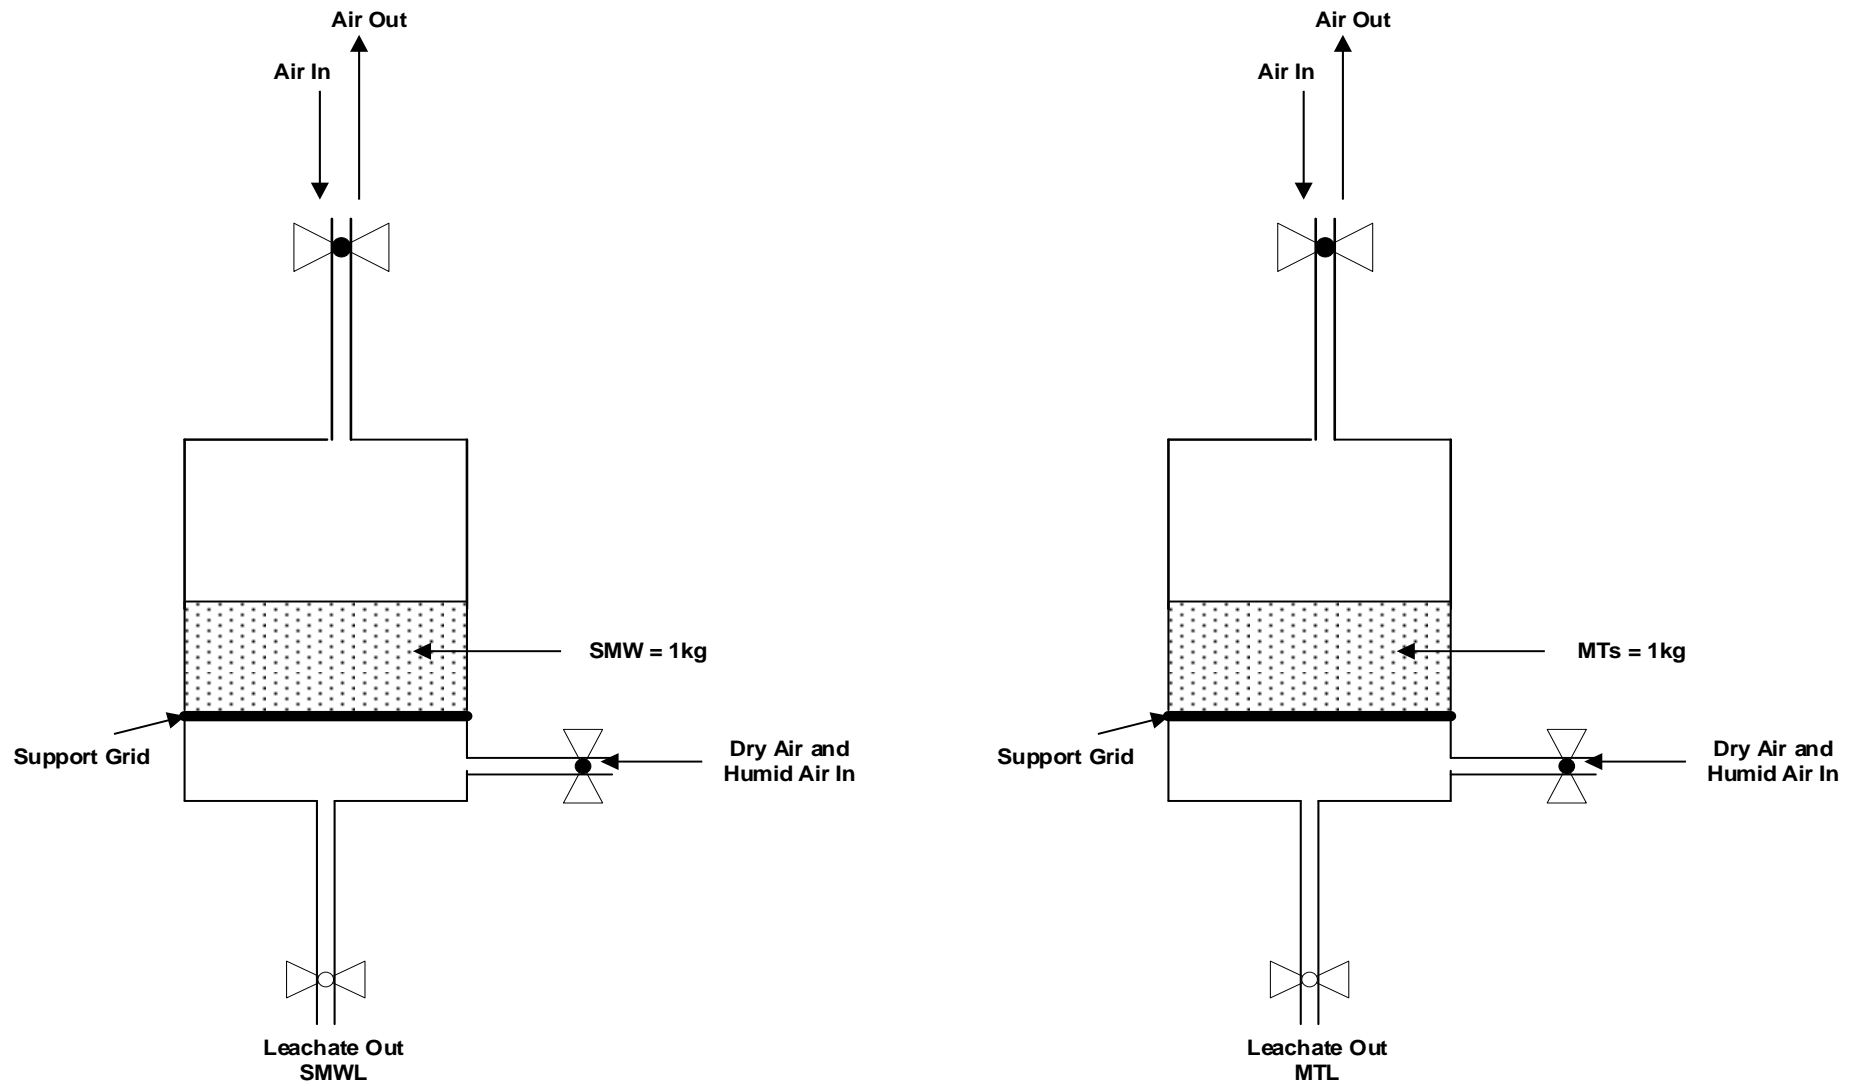 Air Out
Air In
SMW = 1kg
Support Grid
Dry Air and
Humid Air In
Leachate Out
SMWL
Air Out
Air In
MTs = 1kg
Support Grid
Dry Air and
Humid Air In
Leachate Out
MTL